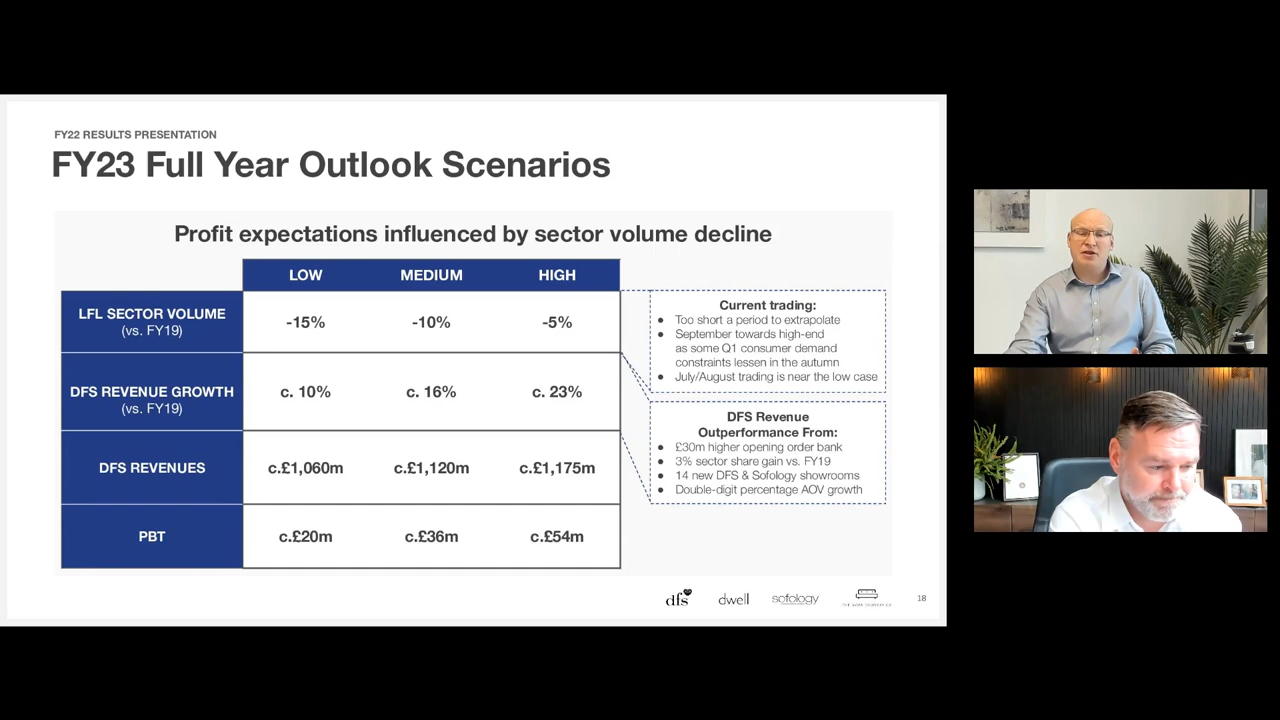 FY22 RESULTS PRESENTATION
FY23 Full Year Outlook Scenarios
Profit expectations influenced by sector volume decline
LOW MEDIUM HIGH
LFL SECTOR VOLUME
(vs. FY19)
-15% -10% -5%
DFS REVENUE GROWTH
(vs. FY19)
c. 10% c. 16% c. 23%
DFS REVENUES c.£1,060m c.£1,120m c.£1,175m
PBT c.£20m c.£36m c.£54m
Current trading:
● Too short a period to extrapolate
● September towards high-end
as some Q1 consumer demand
constraints lessen in the autumn
● July/August trading is near the low case
DFS Revenue
Outperformance From:
● £30m higher opening order bank
● 3% sector share gain vs. FY19
● 14 new DFS & Sofology showrooms
● Double-digit percentage AOV growth
dfs dwell sofology
18